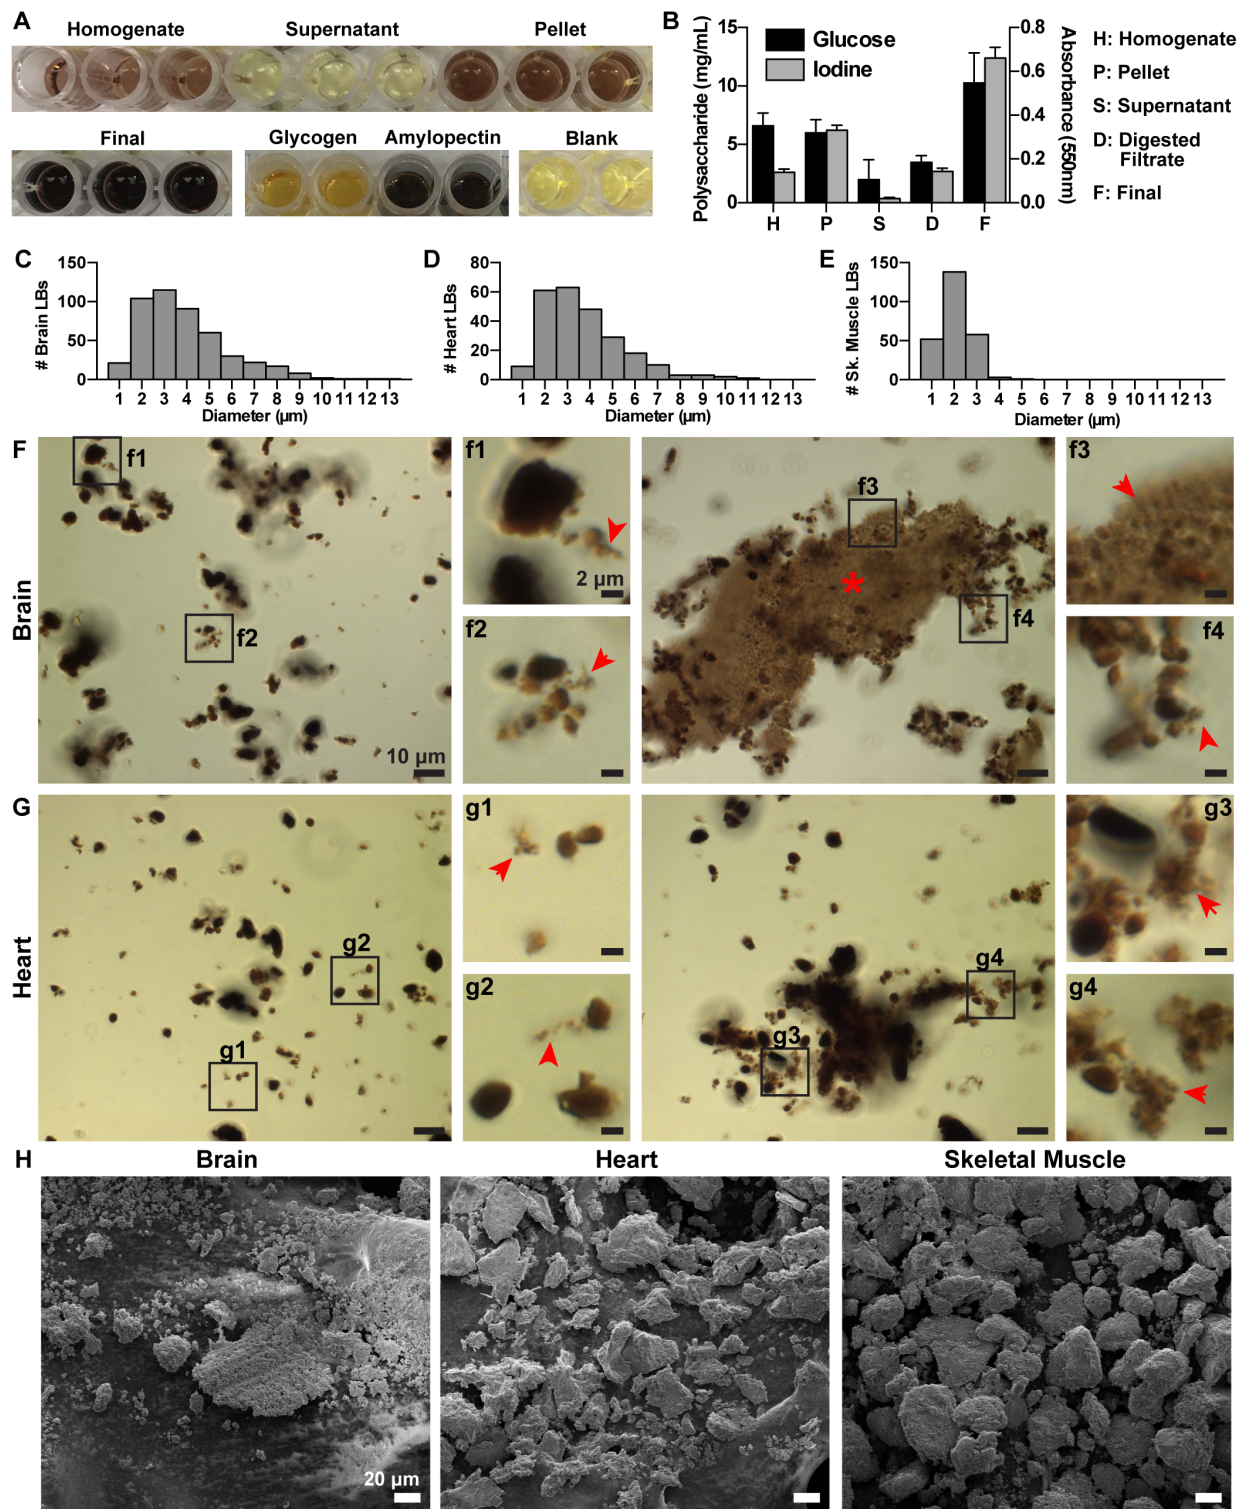 A
Homogenate Supernatant Pellet
Final Glycogen Amylopectin Blank
B
Polysaccharide (mg/mL)
15
10
5
0
Glucose
Iodine
H P S D F
0.8
0.6
0.4
0.2
0.0
Absorbance (550nm)
H: Homogenate
P: Pellet
S: Supernatant
D: Digested
Filtrate
F: Final
C
# Brain LBs
150
100
50
0
1 2 3 4 5 6 7 8 9 10 11 12 13
Diameter (µm)
D
# Heart LBs
80
60
40
20
0
1 2 3 4 5 6 7 8 9 10 11 12 13
Diameter (µm)
E
# Sk. Muscle LBs
150
100
50
0
1 2 3 4 5 6 7 8 9 10 11 12 13
Diameter (µm)
F
Brain
f1
f2
10 µm
f1
2 µm
f2
f3
*
f4
f3
f4
G
Heart
g2
g1
g1
g2
g4
g3
g3
g4
H
Brain Heart Skeletal Muscle
20 µm